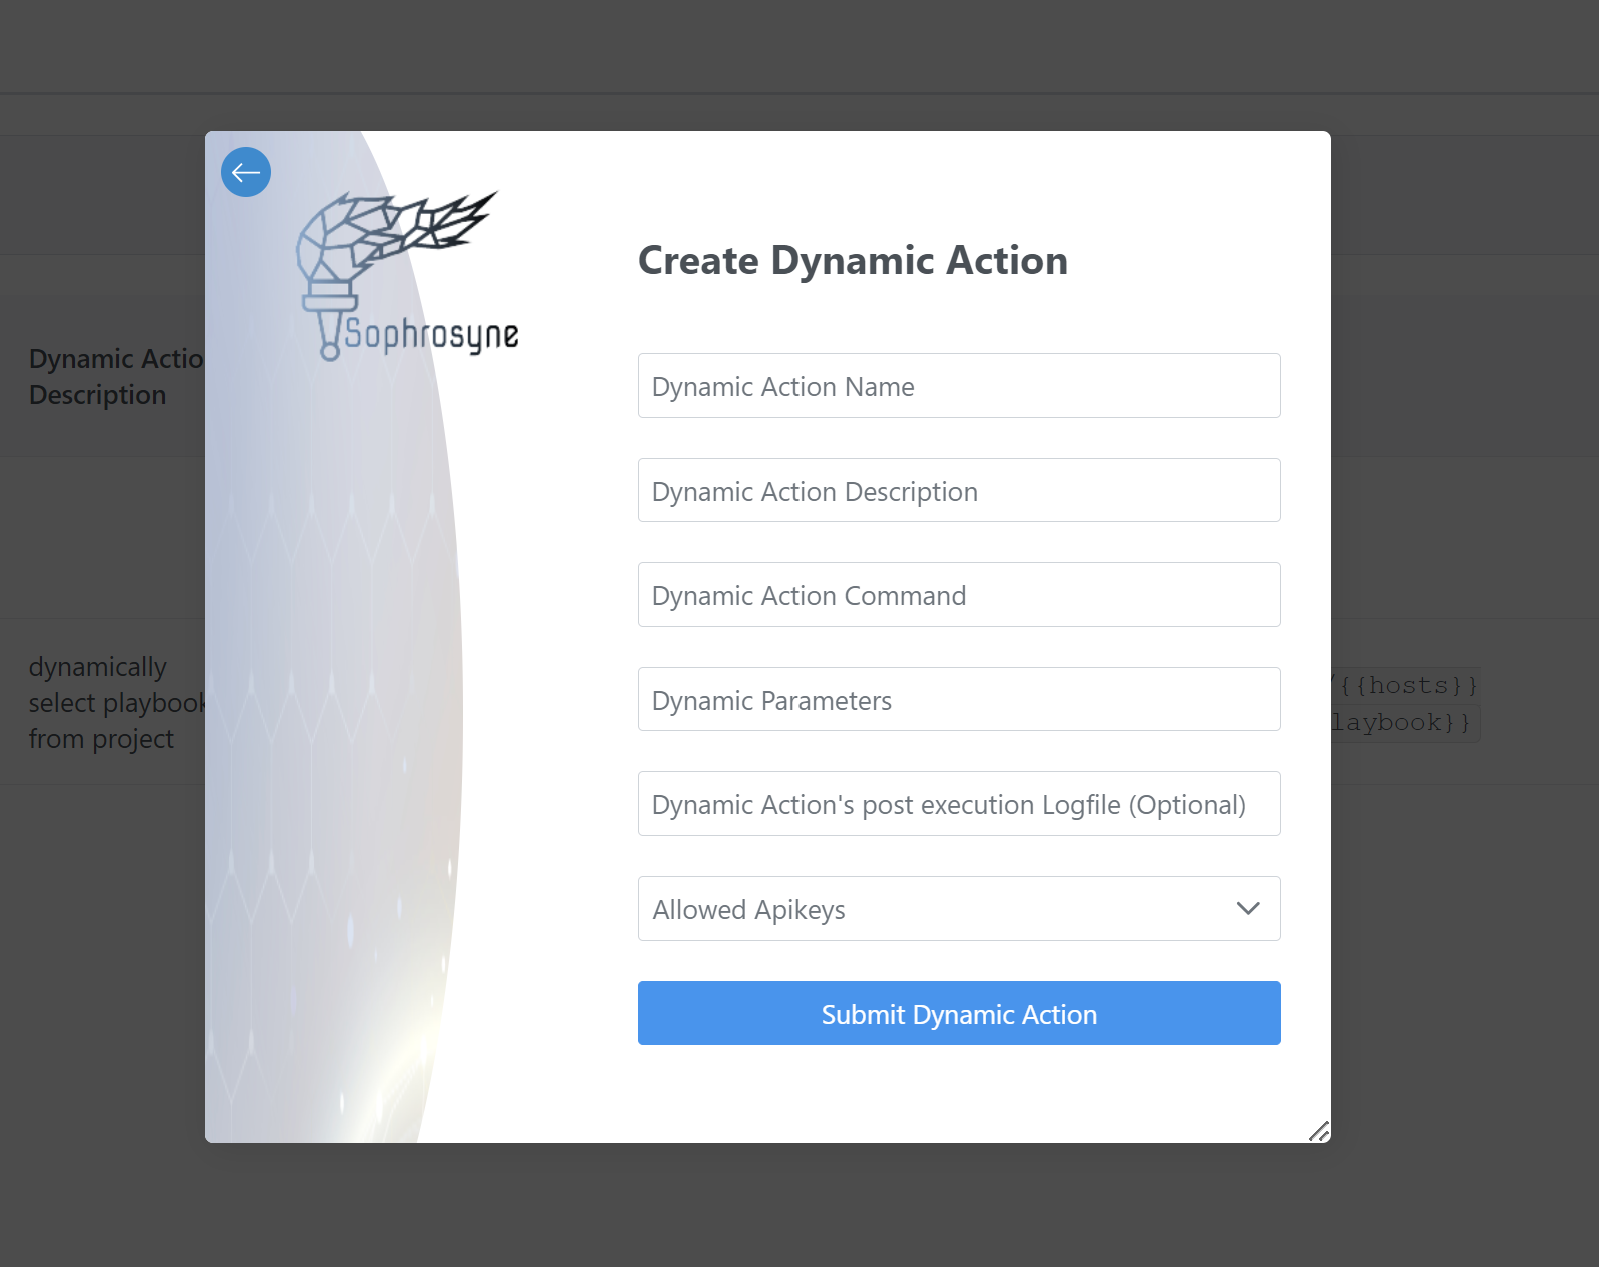 Sophrosyne
Create Dynamic Action
Dynamic Action Name
Dynamic Action Description
Dynamic Action Command
Dynamic Parameters
Dynamic Action's post execution Logfile (Optional)
Allowed Apikeys
Submit Dynamic Action
Dynamic Actio
Description
dynamically
select playbook
from project
/{{hosts}}
laybook}}